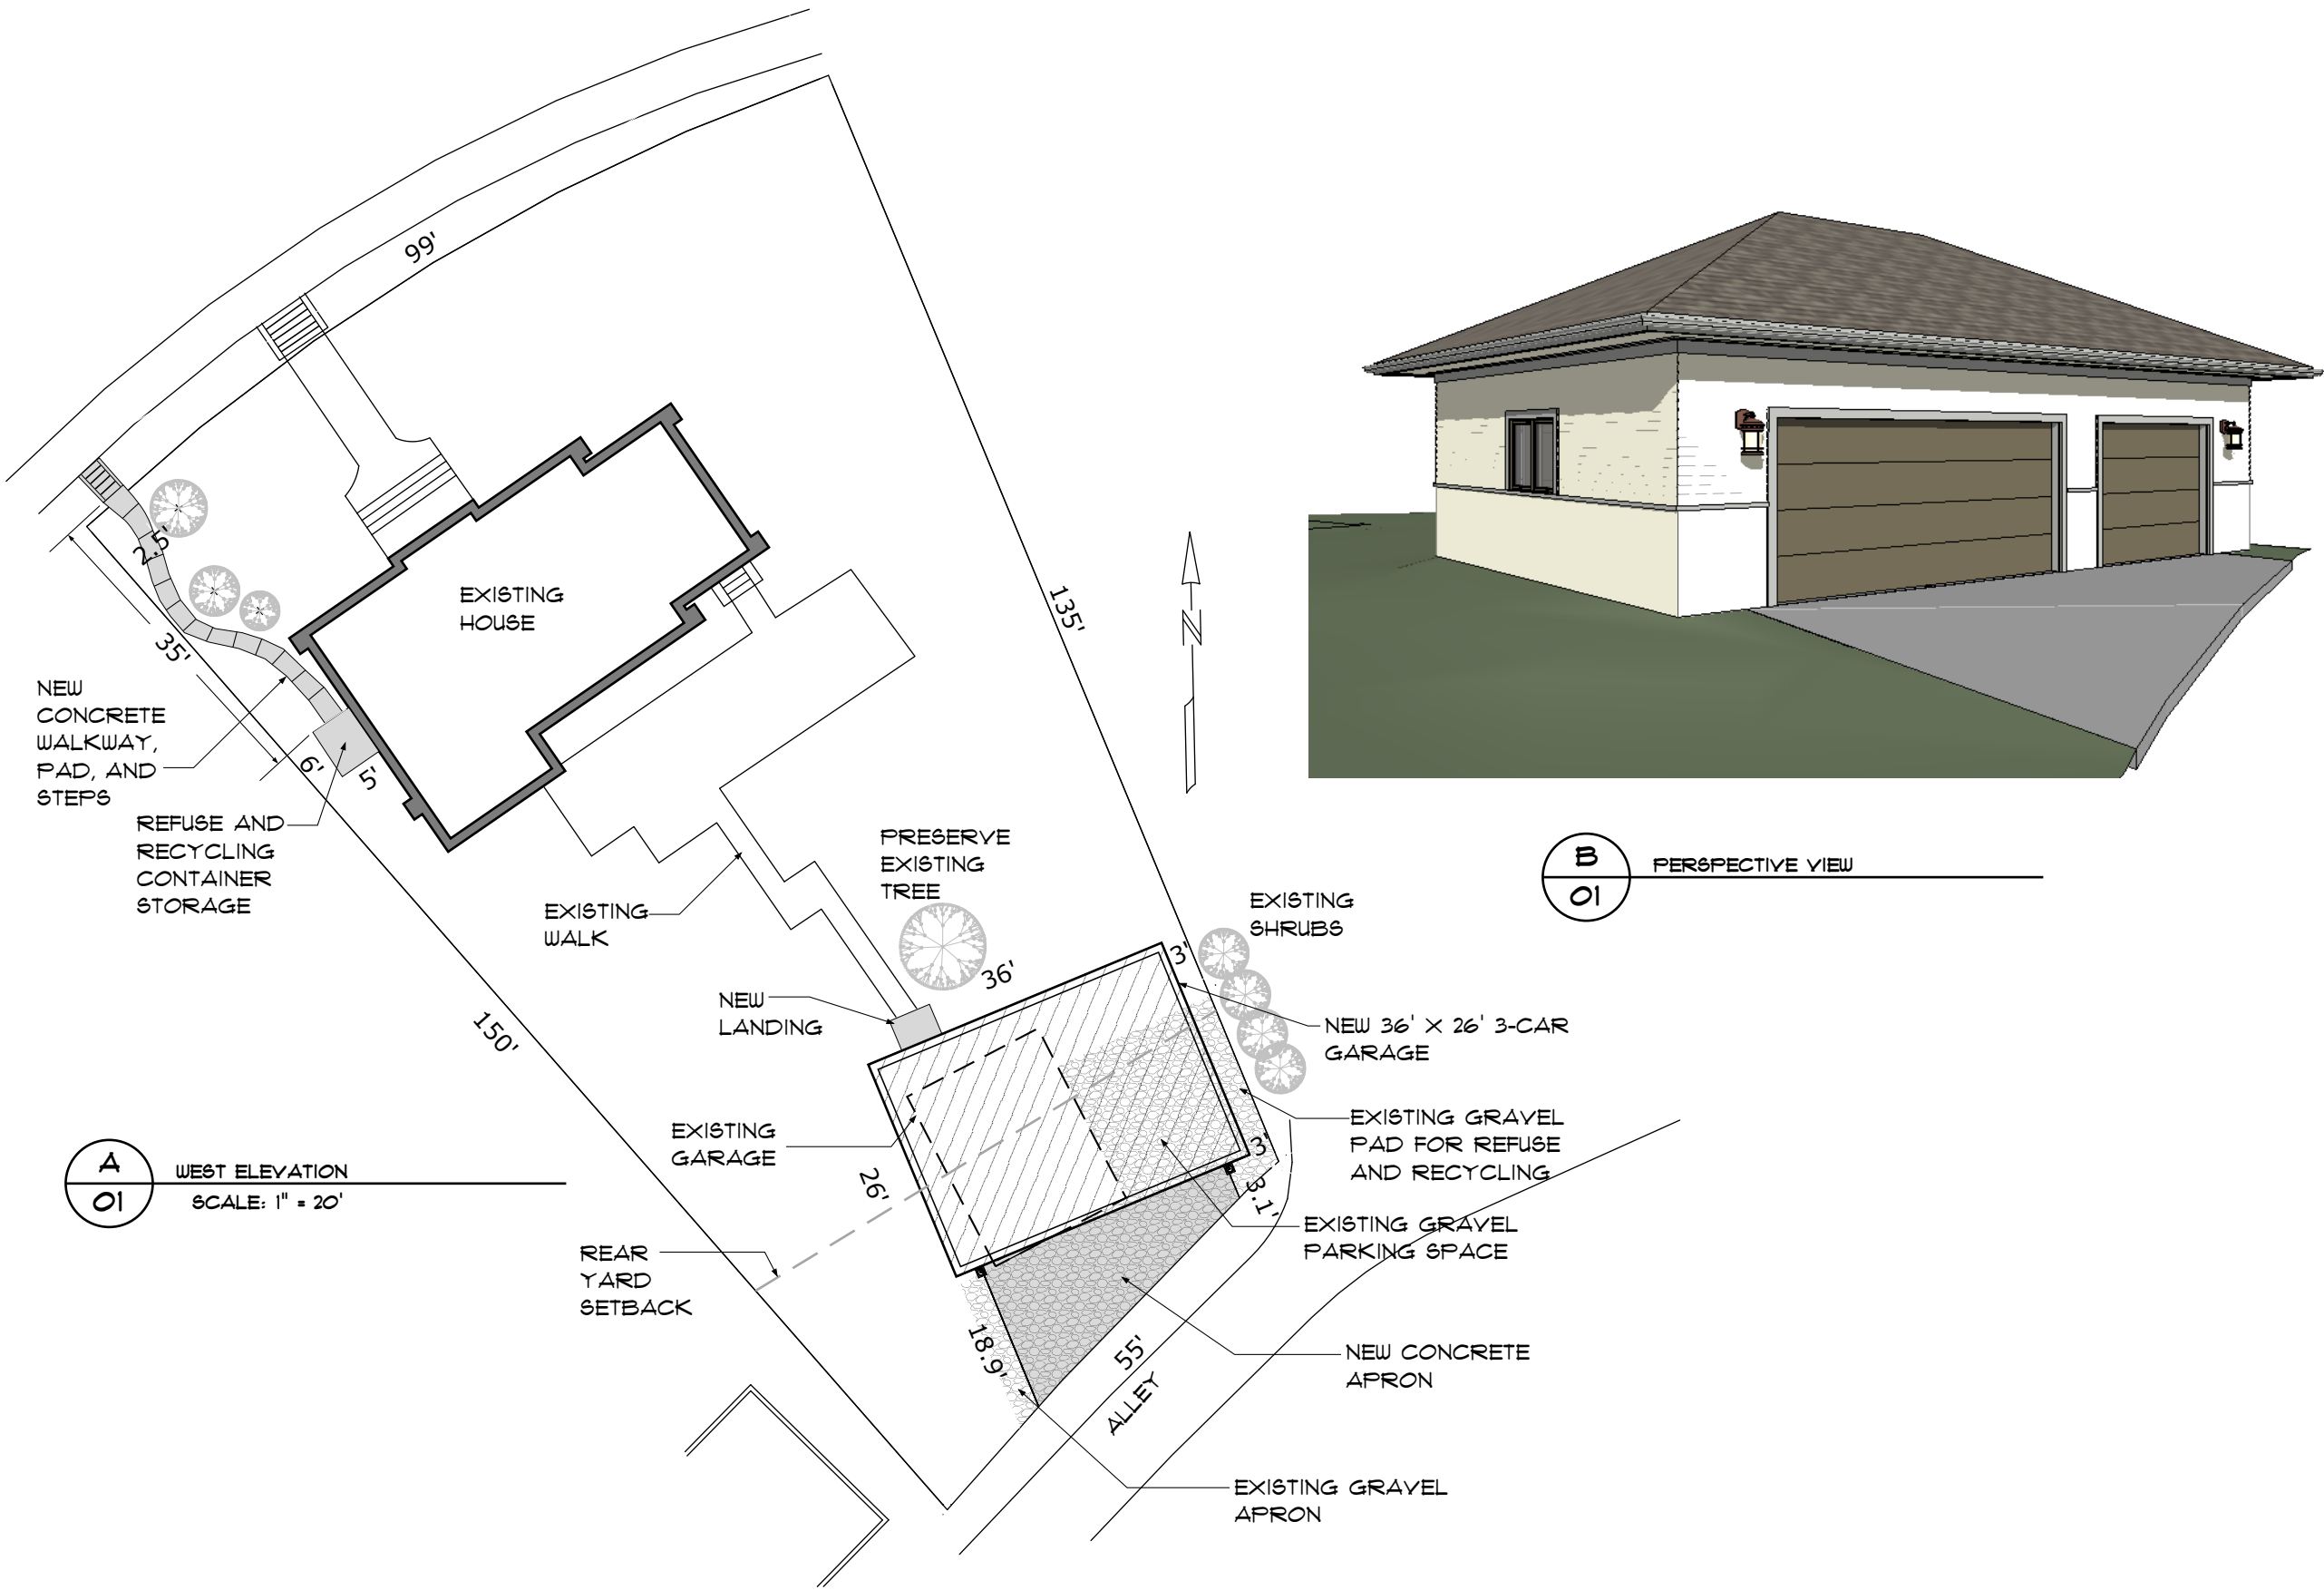 99'
2.5'
EXISTING
HOUSE
35'
135'
N
NEW
CONCRETE
WALKWAY,
PAD, AND
STEPS
6'
5'
REFUSE AND
RECYCLING
CONTAINER
STORAGE
PRESERVE
EXISTING
TREE
B
01
PERSPECTIVE VIEW
EXISTING
WALK
EXISTING
SHRUBS
3'
36'
NEW
LANDING
150'
NEW 36' X 26' 3-CAR
GARAGE
EXISTING
GARAGE
EXISTING GRAVEL
PAD FOR REFUSE
AND RECYCLING
3'
A
01
WEST ELEVATION
SCALE: 1" = 20'
26'
3.1'
EXISTING GRAVEL
PARKING SPACE
REAR
YARD
SETBACK
18.9'
55'
ALLEY
NEW CONCRETE
APRON
EXISTING GRAVEL
APRON